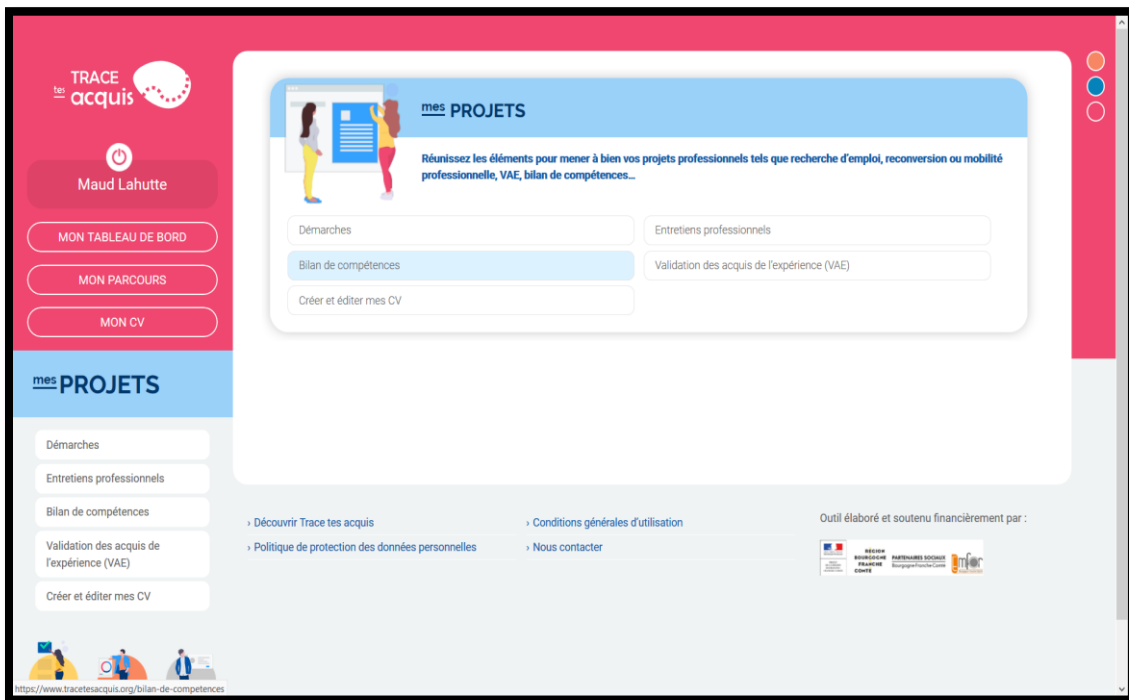 TRACE
tes acquis
Maud Lahutte
MON TABLEAU DE BORD
MON PARCOURS
MON CV
mes PROJETS
Démarches
Entretiens professionnels
Bilan de compétences
Validation des acquis de
l'expérience (VAE)
Créer et éditer mes CV
mes PROJETS
Réunissez les éléments pour mener à bien vos projets professionnels tels que recherche d'emploi, reconversion ou mobilité
professionnelle, VAE, bilan de compétences...
Démarches
Entretiens professionnels
Bilan de compétences
Validation des acquis de l'expérience (VAE)
Créer et éditer mes CV
› Découvrir Trace tes acquis
› Conditions générales d'utilisation
› Politique de protection des données personnelles
› Nous contacter
Outil élaboré et soutenu financièrement par :
RÉGION
BOURGOGNE
FRANCHE
COMTÉ
PARTENAIRES SOCIAUX
Bourgogne-Franche-Comté
emfor
https://www.tracetesacquis.org/bilan-de-competences